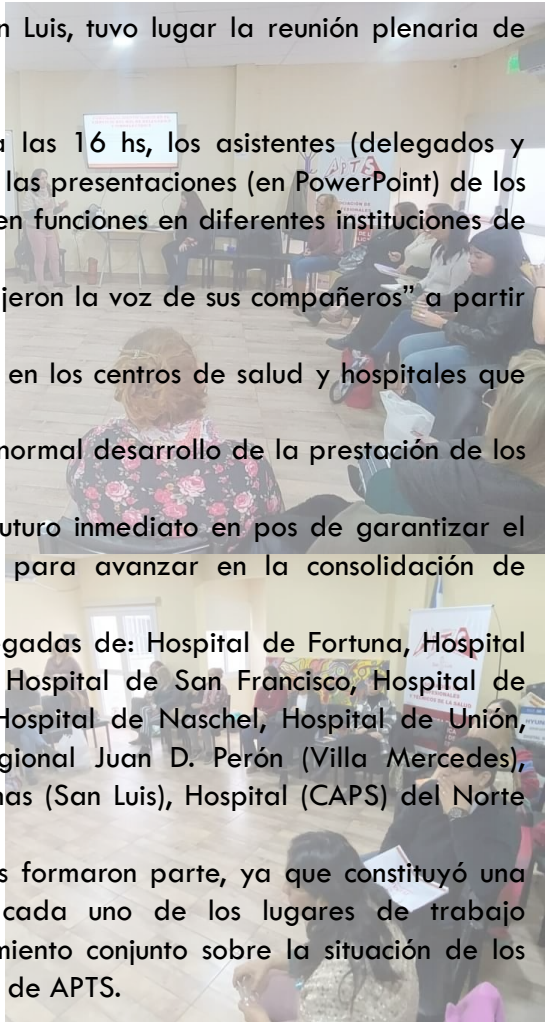 n Luis, tuvo lugar la reunión plenaria de
a las 16 hs, los asistentes (delegados y
las presentaciones (en PowerPoint) de los
en funciones en diferentes instituciones de
jeron la voz de sus compañeros” a partir
en los centros de salud y hospitales que
normal desarrollo de la prestación de los
uturo inmediato en pos de garantizar el
para avanzar en la consolidación de
egadas de: Hospital de Fortuna, Hospital
Hospital de San Francisco, Hospital de
Hospital de Naschel, Hospital de Unión,
gional Juan D. Perón (Villa Mercedes),
nas (San Luis), Hospital (CAPS) del Norte
s formaron parte, ya que constituyó una
cada uno de los lugares de trabajo
miento conjunto sobre la situación de los
de APTS.
APTS